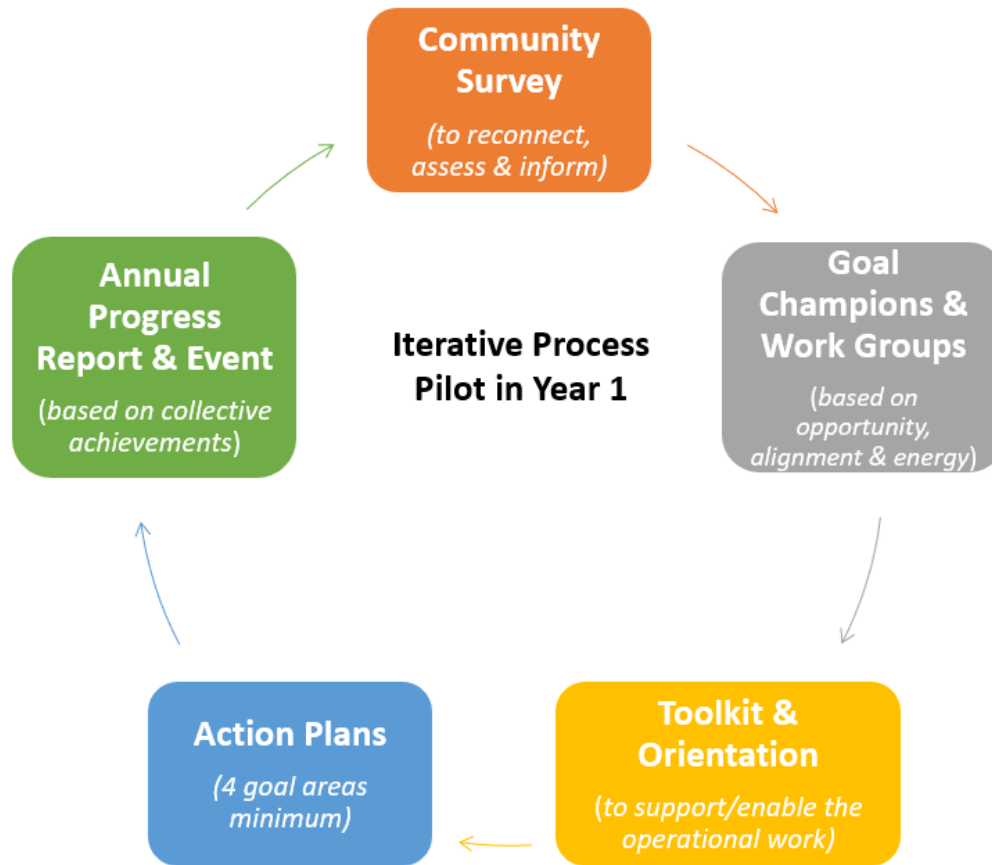 Community
Survey
(to reconnect,
assess & inform)
Goal
Champions &
Work Groups
(based on
opportunity,
alignment & energy)
Toolkit &
Orientation
(to support/enable the
operational work)
Action Plans
(4 goal areas
minimum)
Annual
Progress
Report & Event
(based on collective
achievements)
Iterative Process
Pilot in Year 1